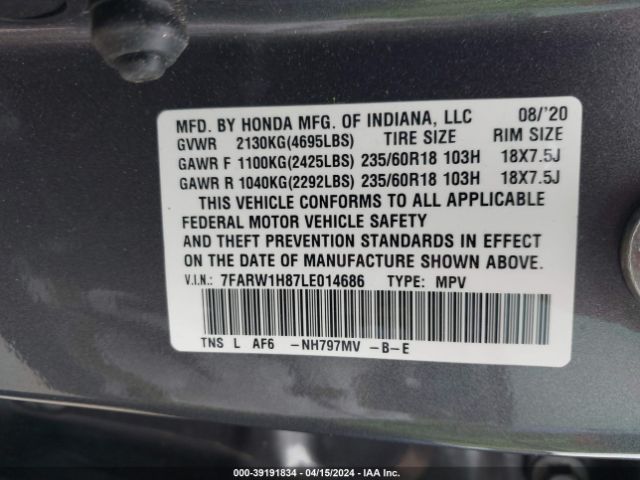 MFD. BY HONDA MFG. OF INDIANA, LLC 08/'20
GVWR 2130KG(4695LBS) TIRE SIZE RIM SIZE
GAWR F 1100KG(2425LBS) 235/60R18 103H 18X7.5J
GAWR R 1040KG(2292LBS) 235/60R18 103H 18X7.5J
THIS VEHICLE CONFORMS TO ALL APPLICABLE
FEDERAL MOTOR VEHICLE SAFETY
AND THEFT PREVENTION STANDARDS IN EFFECT
ON THE DATE OF MANUFACTURE SHOWN ABOVE.
V.I.N.: 7FARW1H87LE014686 TYPE: MPV
TNS L AF6 -NH797MV -B-E
000-39191834 - 04/15/2024 - IAA Inc.